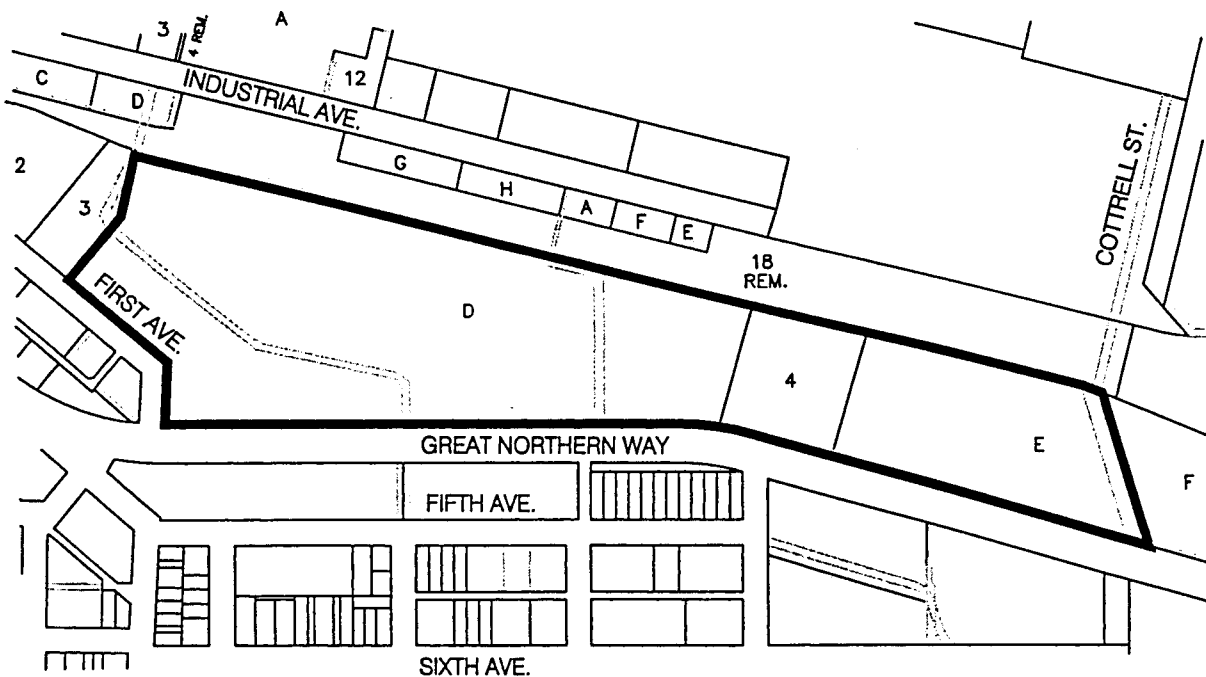 3
4 REM.
A
C
D
INDUSTRIAL AVE.
12
2
3
G
H
A
F
E
18
REM.
COTTRELL ST.
FIRST AVE.
D
4
E
F
GREAT NORTHERN WAY
FIFTH AVE.
SIXTH AVE.